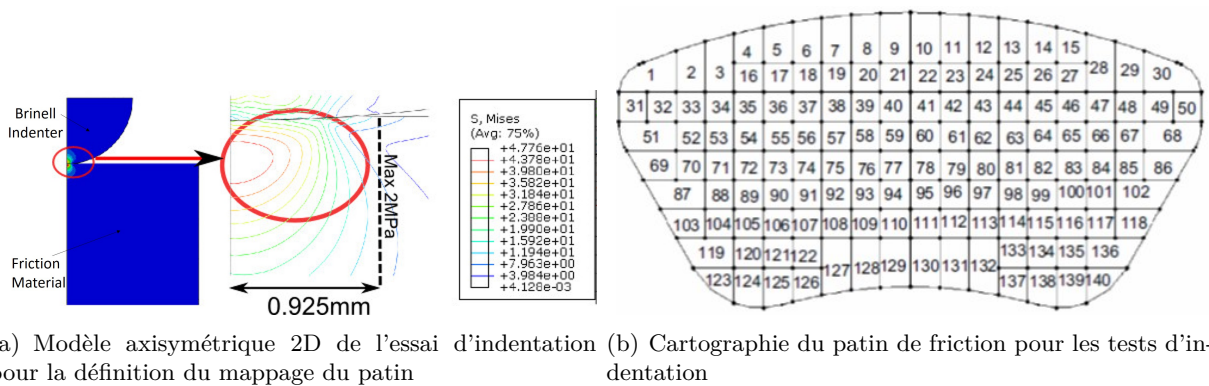 Brinell
Indenter
Friction
Material
Max 2MPa
0.925mm
S, Mises
(Avg: 75%)
+4.776e+01
+4.378e+01
+3.980e+01
+3.582e+01
+3.184e+01
+2.786e+01
+2.388e+01
+1.990e+01
+1.592e+01
+1.194e+01
+7.963e+00
+3.984e+00
+4.128e-03
4 5 6 7 8 9 10 11 12 13 14 15
1 2 3 28 29 30
16 17 18 19 20 21 22 23 24 25 26 27
31 32 33 34 35 36 37 38 39 40 41 42 43 44 45 46 47 48 49 50
51 52 53 54 55 56 57 58 59 60 61 62 63 64 65 66 67 68
69 70 71 72 73 74 75 76 77 78 79 80 81 82 83 84 85 86
87 88 89 90 91 92 93 94 95 96 97 98 99 100 101 102
103 104 105 106 107 108 109 110 111 112 113 114 115 116 117 118
119 120 121 122 133 134 135 136
127 128 129 130 131 132
123 124 125 126 137 138 139 140
a) Modèle axisymétrique 2D de l'essai d'indentation
pour la définition du mappage du patin
(b) Cartographie du patin de friction pour les tests d'in-
dentation